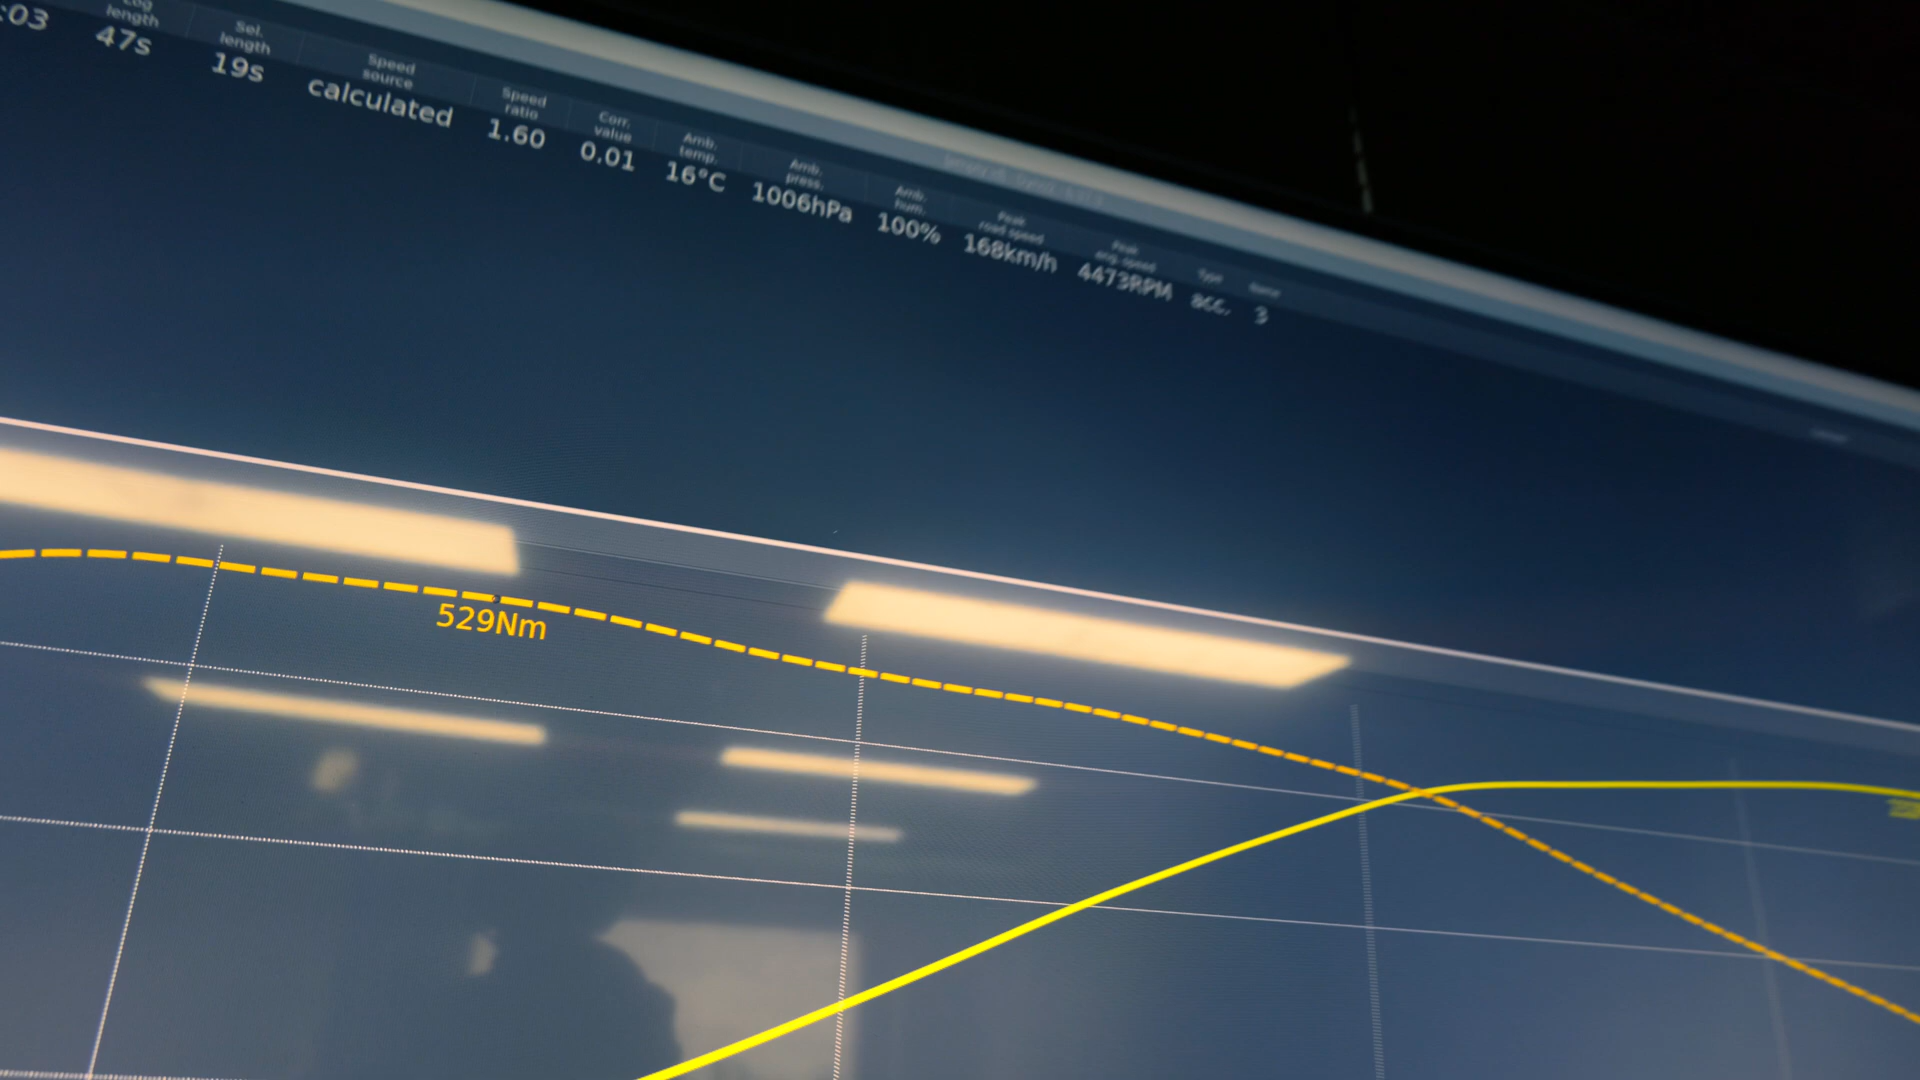 :03
Log length
47s
Sel. length
19s
Speed source
calculated
Speed ratio
1.60
Corr. value
0.01
Amb. temp.
16°C
Amb. press.
1006hPa
Amb. hum.
100%
Peak road speed
168km/h
Peak eng. speed
4473RPM
Type
acc.
Name
3
529Nm